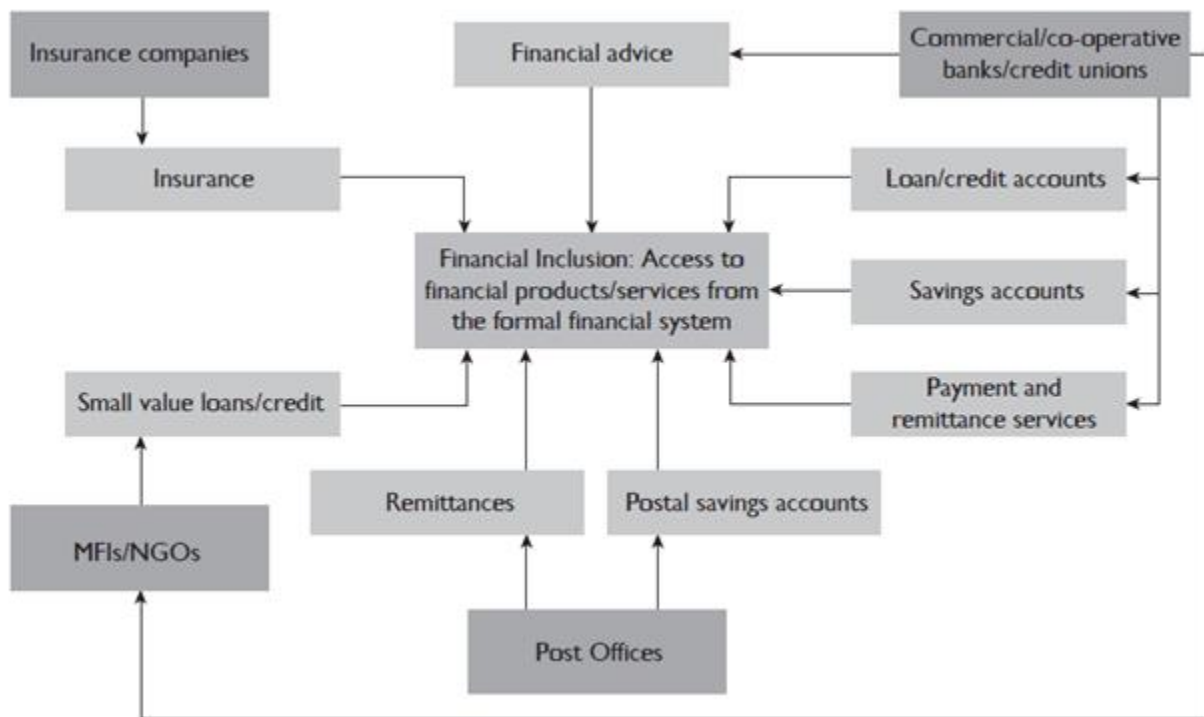 Insurance companies
Financial advice
Commercial/co-operative
banks/credit unions
Insurance
Loan/credit accounts
Financial Inclusion: Access to
financial products/services from
the formal financial system
Savings accounts
Small value loans/credit
Payment and
remittance services
Remittances
Postal savings accounts
MFIs/NGOs
Post Offices